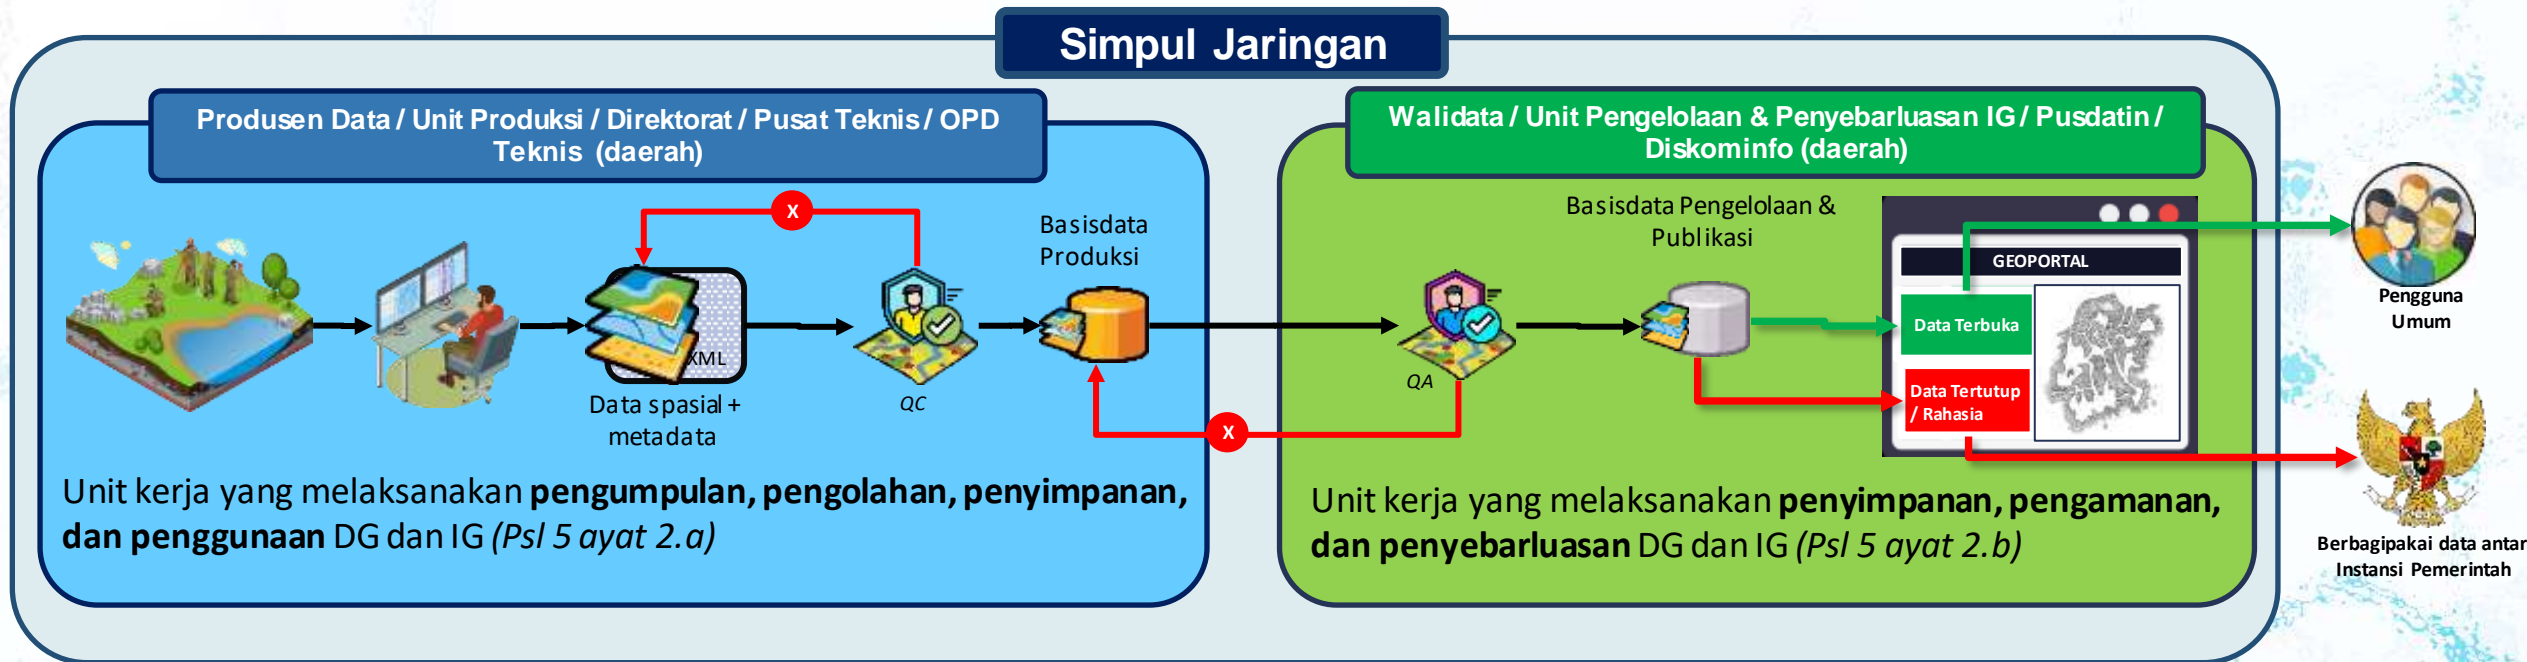 Simpul Jaringan
Produsen Data / Unit Produksi / Direktorat / Pusat Teknis / OPD
Teknis (daerah)
X
Basisdata
Produksi
XML
Data spasial +
metadata
QC
Unit kerja yang melaksanakan pengumpulan, pengolahan, penyimpanan,
dan penggunaan DG dan IG (Psl 5 ayat 2.a)
X
Walidata / Unit Pengelolaan & Penyebarluasan IG / Pusdatin /
Diskominfo (daerah)
Basisdata Pengelolaan &
Publikasi
QA
GEOPORTAL
Data Terbuka
Data Tertutup
/ Rahasia
Unit kerja yang melaksanakan penyimpanan, pengamanan,
dan penyebarluasan DG dan IG (Psl 5 ayat 2.b)
Pengguna
Umum
Berbagipakai data antar
Instansi Pemerintah